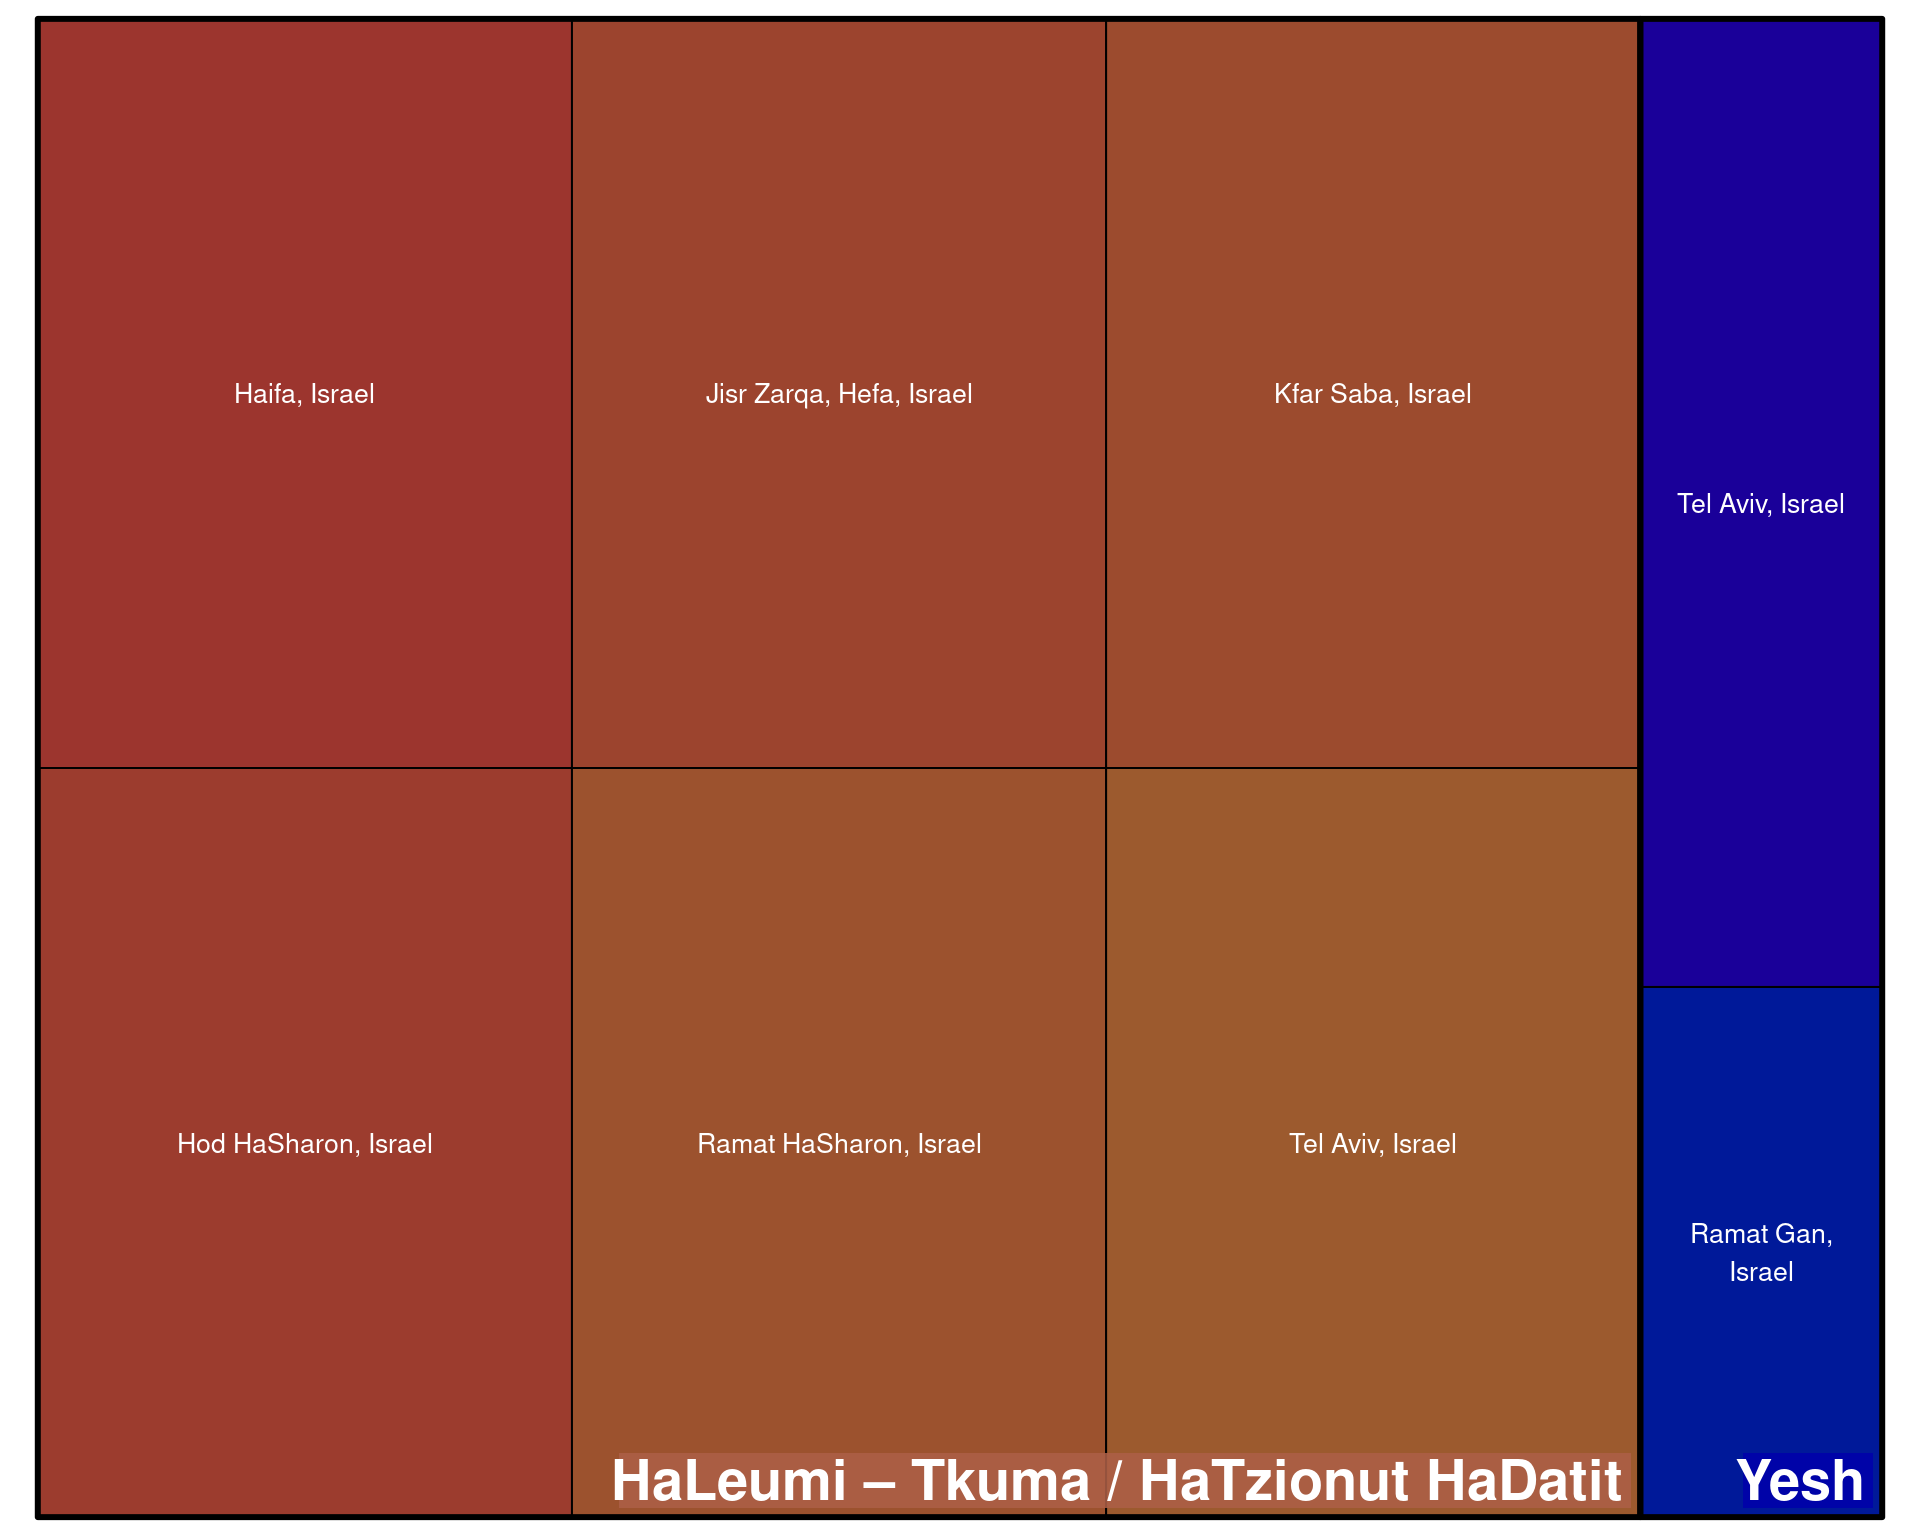 Haifa, Israel
Jisr Zarqa, Hefa, Israel
Kfar Saba, Israel
Tel Aviv, Israel
Hod HaSharon, Israel
Ramat HaSharon, Israel
Tel Aviv, Israel
Ramat Gan,
Israel
HaLeumi – Tkuma / HaTzionut HaDatit
Yesh